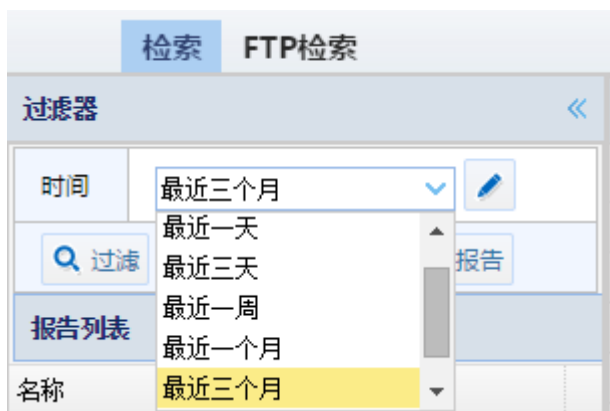 检索 FTP检索
过滤器
时间 最近三个月
最近一天
过滤 最近三天 报告
最近一周
报告列表
最近一个月
名称 最近三个月